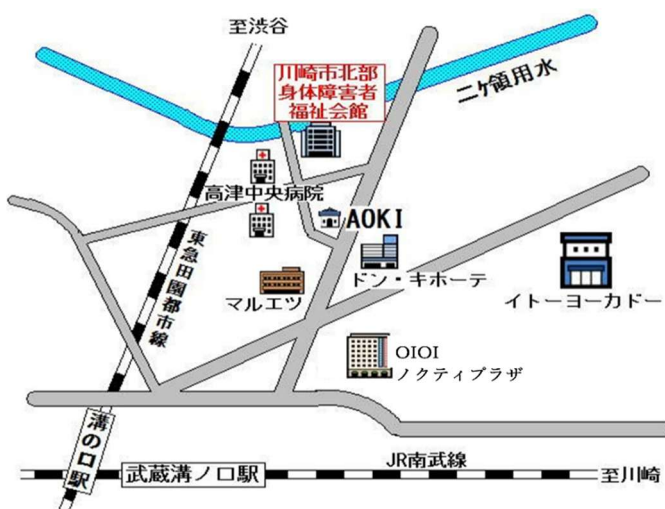 至渋谷
川崎市北部
身体障害者
福祉会館
二ケ領用水
高津中央病院
AOKI
東急田園都市線
ドン・キホーテ
マルエツ
イトーヨーカドー
OIOI
ノクティプラザ
溝の口駅
武蔵溝ノ口駅
JR南武線
至川崎